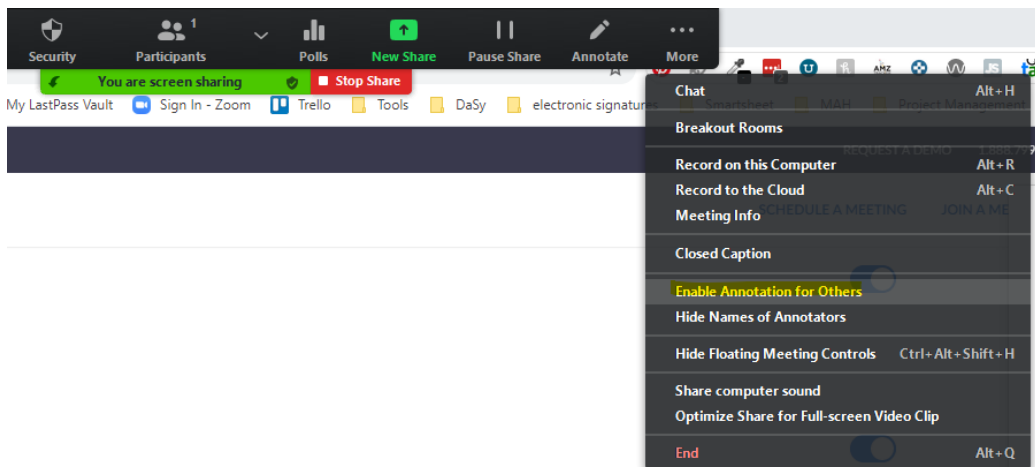 1
Security
Participants
Polls
New Share
Pause Share
Annotate
More
You are screen sharing
Stop Share
AMZ
JS
My LastPass Vault
Sign In - Zoom
Trello
Tools
DaSy
electronic signatures
Smartsheet
MAH
Project Management
Chat Alt+H
Breakout Rooms
REQUEST A DEMO
Record on this Computer Alt+R
Record to the Cloud Alt+C
Meeting Info
SCHEDULE A MEETING
JOIN A ME
Closed Caption
Enable Annotation for Others
Hide Names of Annotators
Hide Floating Meeting Controls Ctrl+Alt+Shift+H
Share computer sound
Optimize Share for Full-screen Video Clip
End Alt+Q